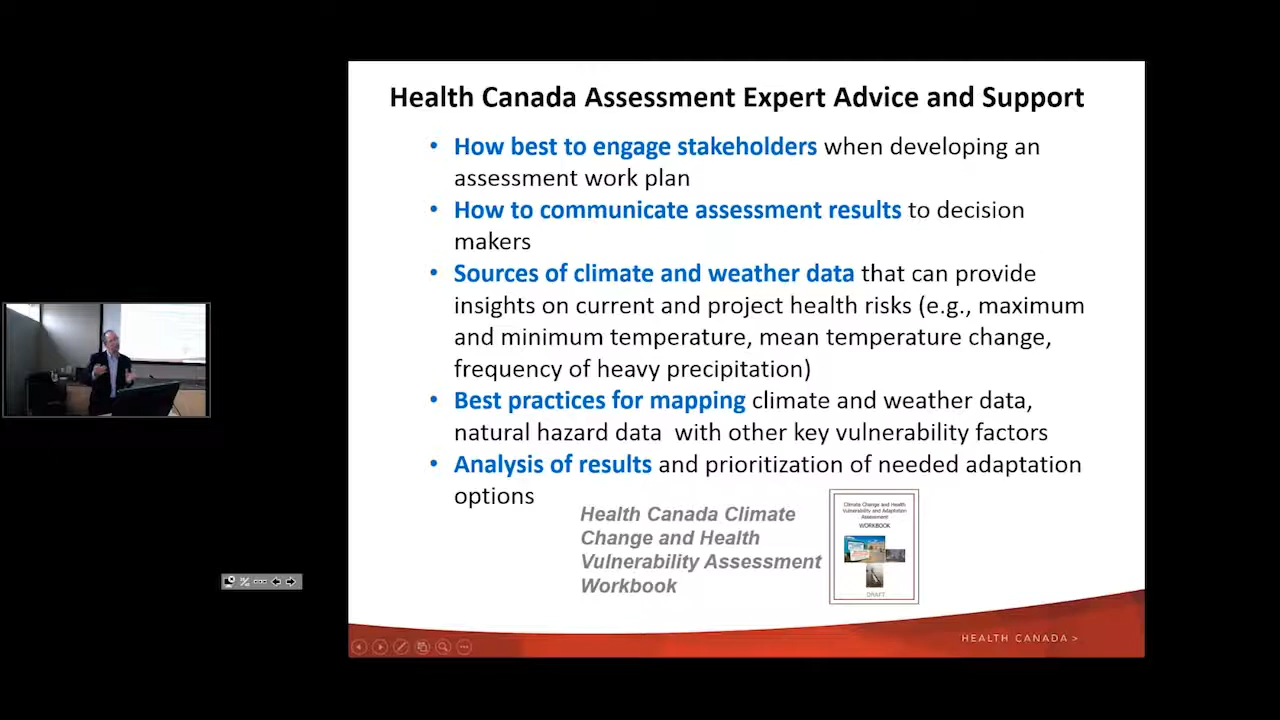 Health Canada Assessment Expert Advice and Support
• How best to engage stakeholders when developing an
assessment work plan
• How to communicate assessment results to decision
makers
• Sources of climate and weather data that can provide
insights on current and project health risks (e.g., maximum
and minimum temperature, mean temperature change,
frequency of heavy precipitation)
• Best practices for mapping climate and weather data,
natural hazard data with other key vulnerability factors
• Analysis of results and prioritization of needed adaptation
options
Health Canada Climate
Change and Health
Vulnerability Assessment
Workbook
Climate Change and Health
Vulnerability and Adaptation
Assessment
WORKBOOK
DRAFT
HEALTH CANADA >